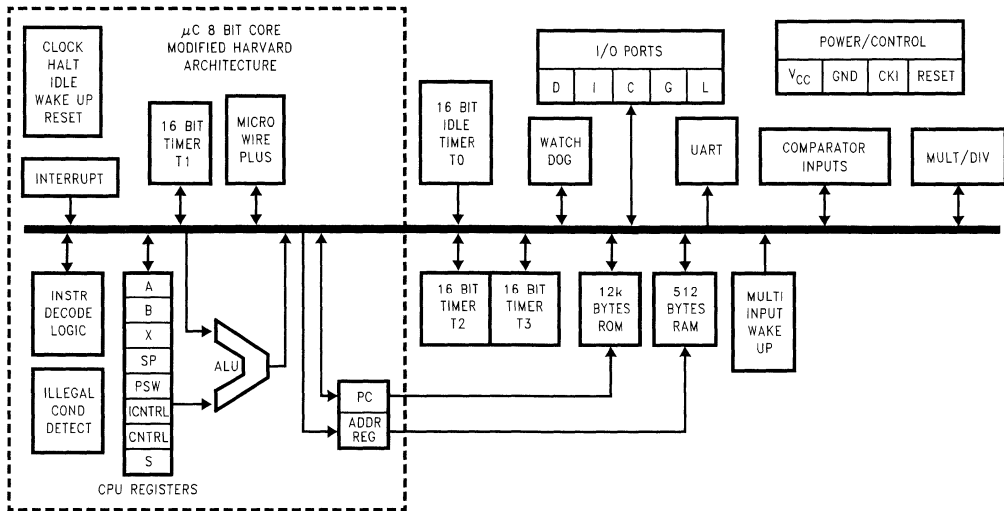 μC 8 BIT CORE
MODIFIED HARVARD
ARCHITECTURE
CLOCK
HALT
IDLE
WAKE UP
RESET
INTERRUPT
16 BIT
TIMER
T1
MICRO
WIRE
PLUS
16 BIT
IDLE
TIMER
T0
I/O PORTS
D I C G L
WATCH
DOG
UART
POWER/CONTROL
VCC GND CKI RESET
COMPARATOR
INPUTS
MULT/DIV
INSTR
DECODE
LOGIC
ILLEGAL
COND
DETECT
A
B
X
SP
PSW
ICNTRL
CNTRL
S
CPU REGISTERS
ALU
PC
ADDR
REG
16 BIT
TIMER
T2
16 BIT
TIMER
T3
12k
BYTES
ROM
512
BYTES
RAM
MULTI
INPUT
WAKE
UP